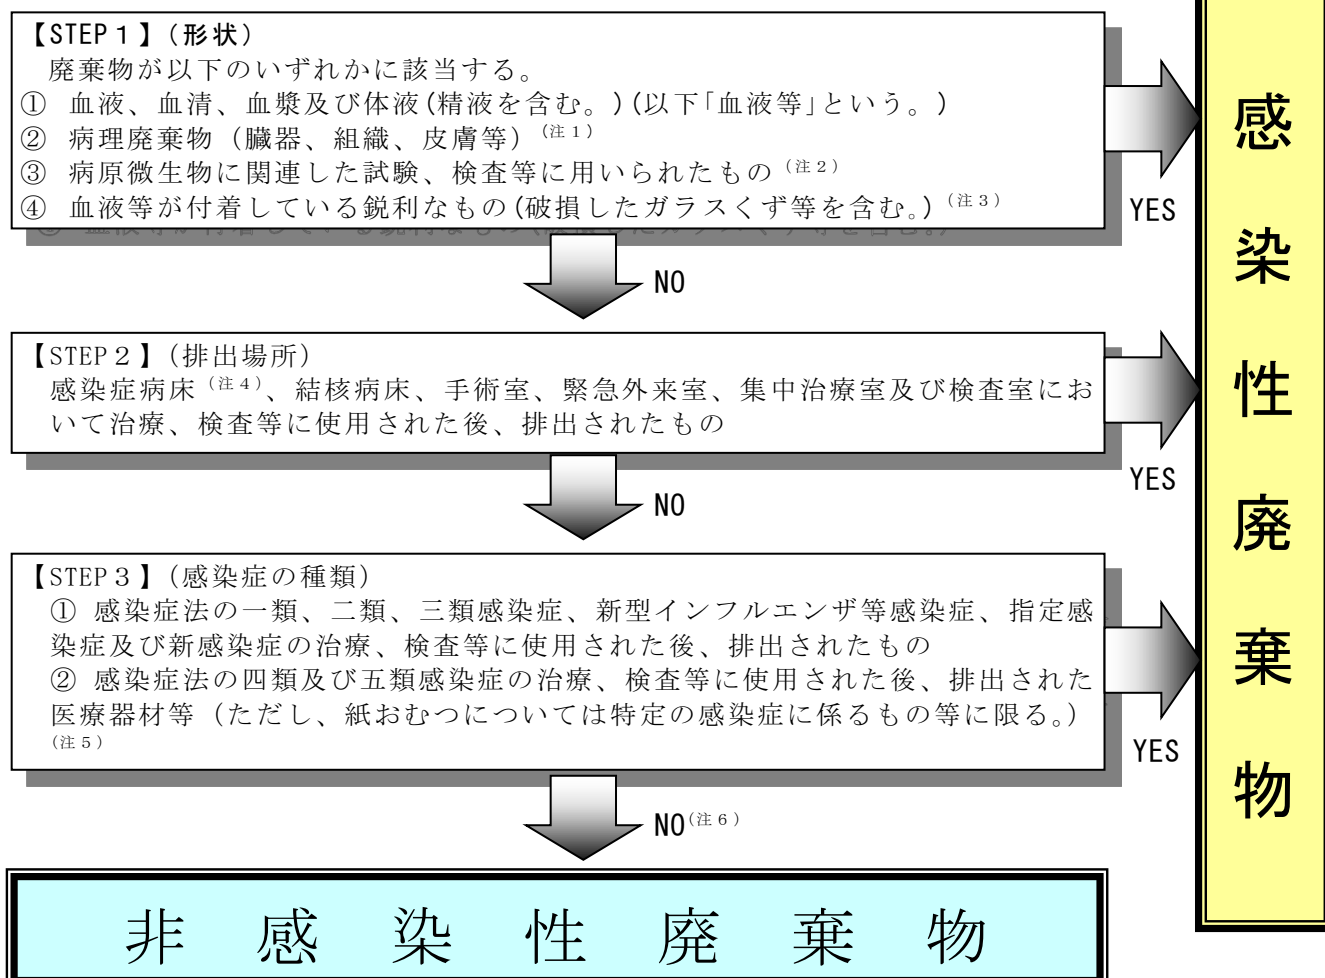 【STEP1】(形状)
廃棄物が以下のいずれかに該当する。
① 血液、血清、血漿及び体液(精液を含む。)(以下「血液等」という。)
② 病理廃棄物(臓器、組織、皮膚等)(注1)
③ 病原微生物に関連した試験、検査等に用いられたもの(注2)
④ 血液等が付着している鋭利なもの(破損したガラスくず等を含む。)(注3)
YES
NO
【STEP2】(排出場所)
感染症病床(注4)、結核病床、手術室、緊急外来室、集中治療室及び検査室にお
いて治療、検査等に使用された後、排出されたもの
YES
NO
【STEP3】(感染症の種類)
① 感染症法の一類、二類、三類感染症、新型インフルエンザ等感染症、指定感
染症及び新感染症の治療、検査等に使用された後、排出されたもの
② 感染症法の四類及び五類感染症の治療、検査等に使用された後、排出された
医療器材等(ただし、紙おむつについては特定の感染症に係るもの等に限る。)
(注5)
YES
NO(注6)
非感染性廃棄物
感染性廃棄物